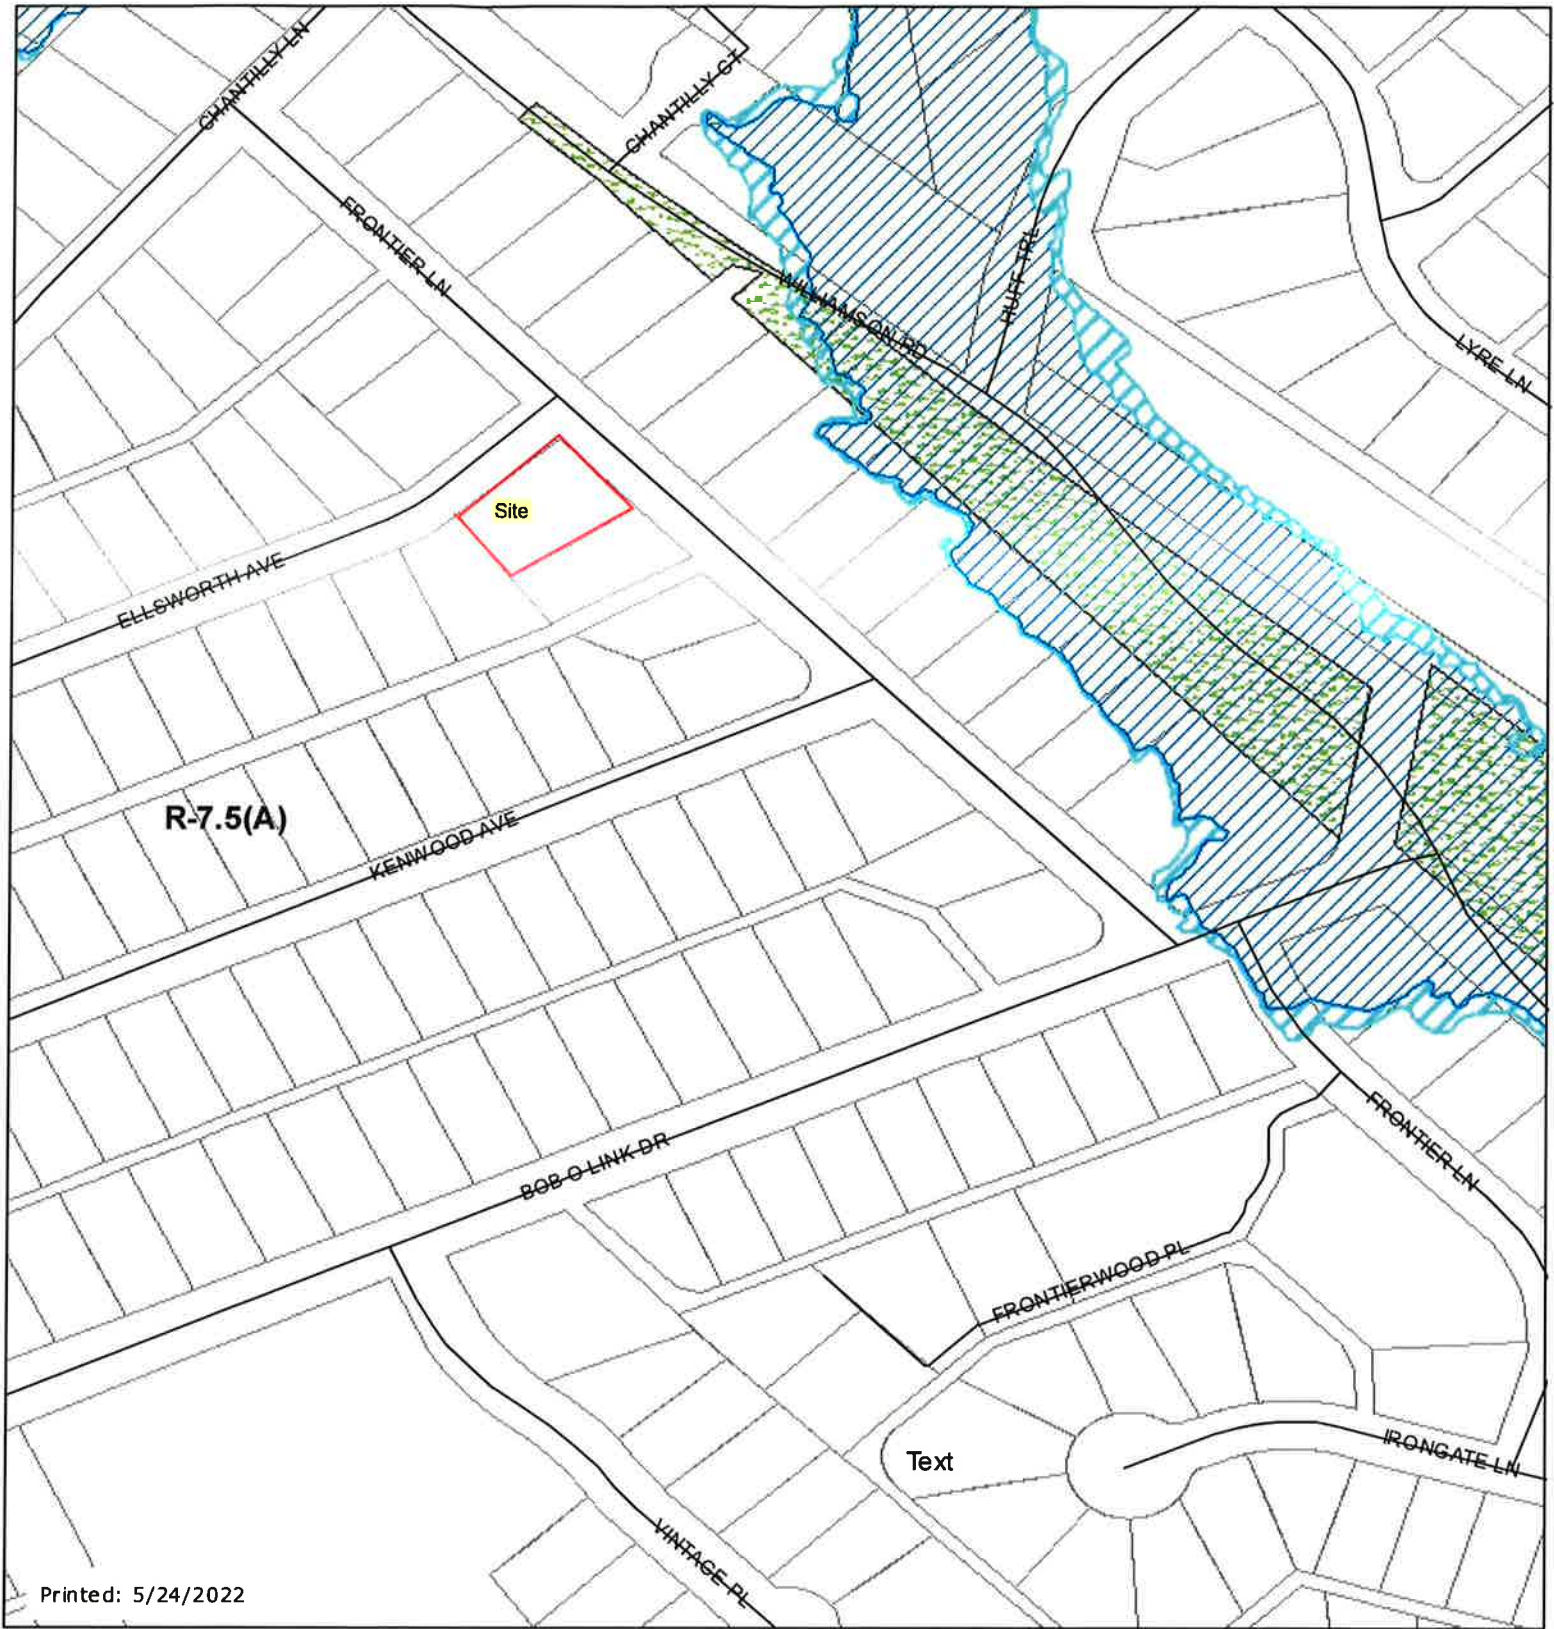 CHANTILLY LN
CHANTILLY CT
FRONTIER LN
HUFF TRL
WILLIAMSON RD
LYRE LN
Site
ELLSWORTH AVE
R-7.5(A)
KENWOOD AVE
BOB O LINK DR
FRONTIER LN
FRONTIERWOOD PL
IRONGATE LN
Text
VINTAGE PL
Printed: 5/24/2022